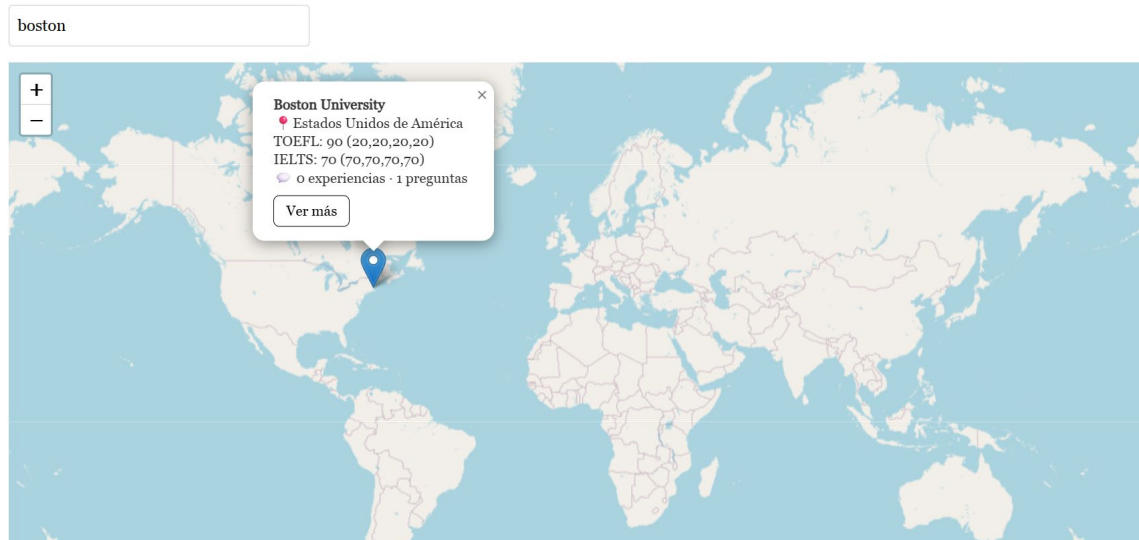 boston
+
−
Boston University
×
📍 Estados Unidos de América
TOEFL: 90 (20,20,20,20)
IELTS: 70 (70,70,70,70)
💬 0 experiencias · 1 preguntas
Ver más